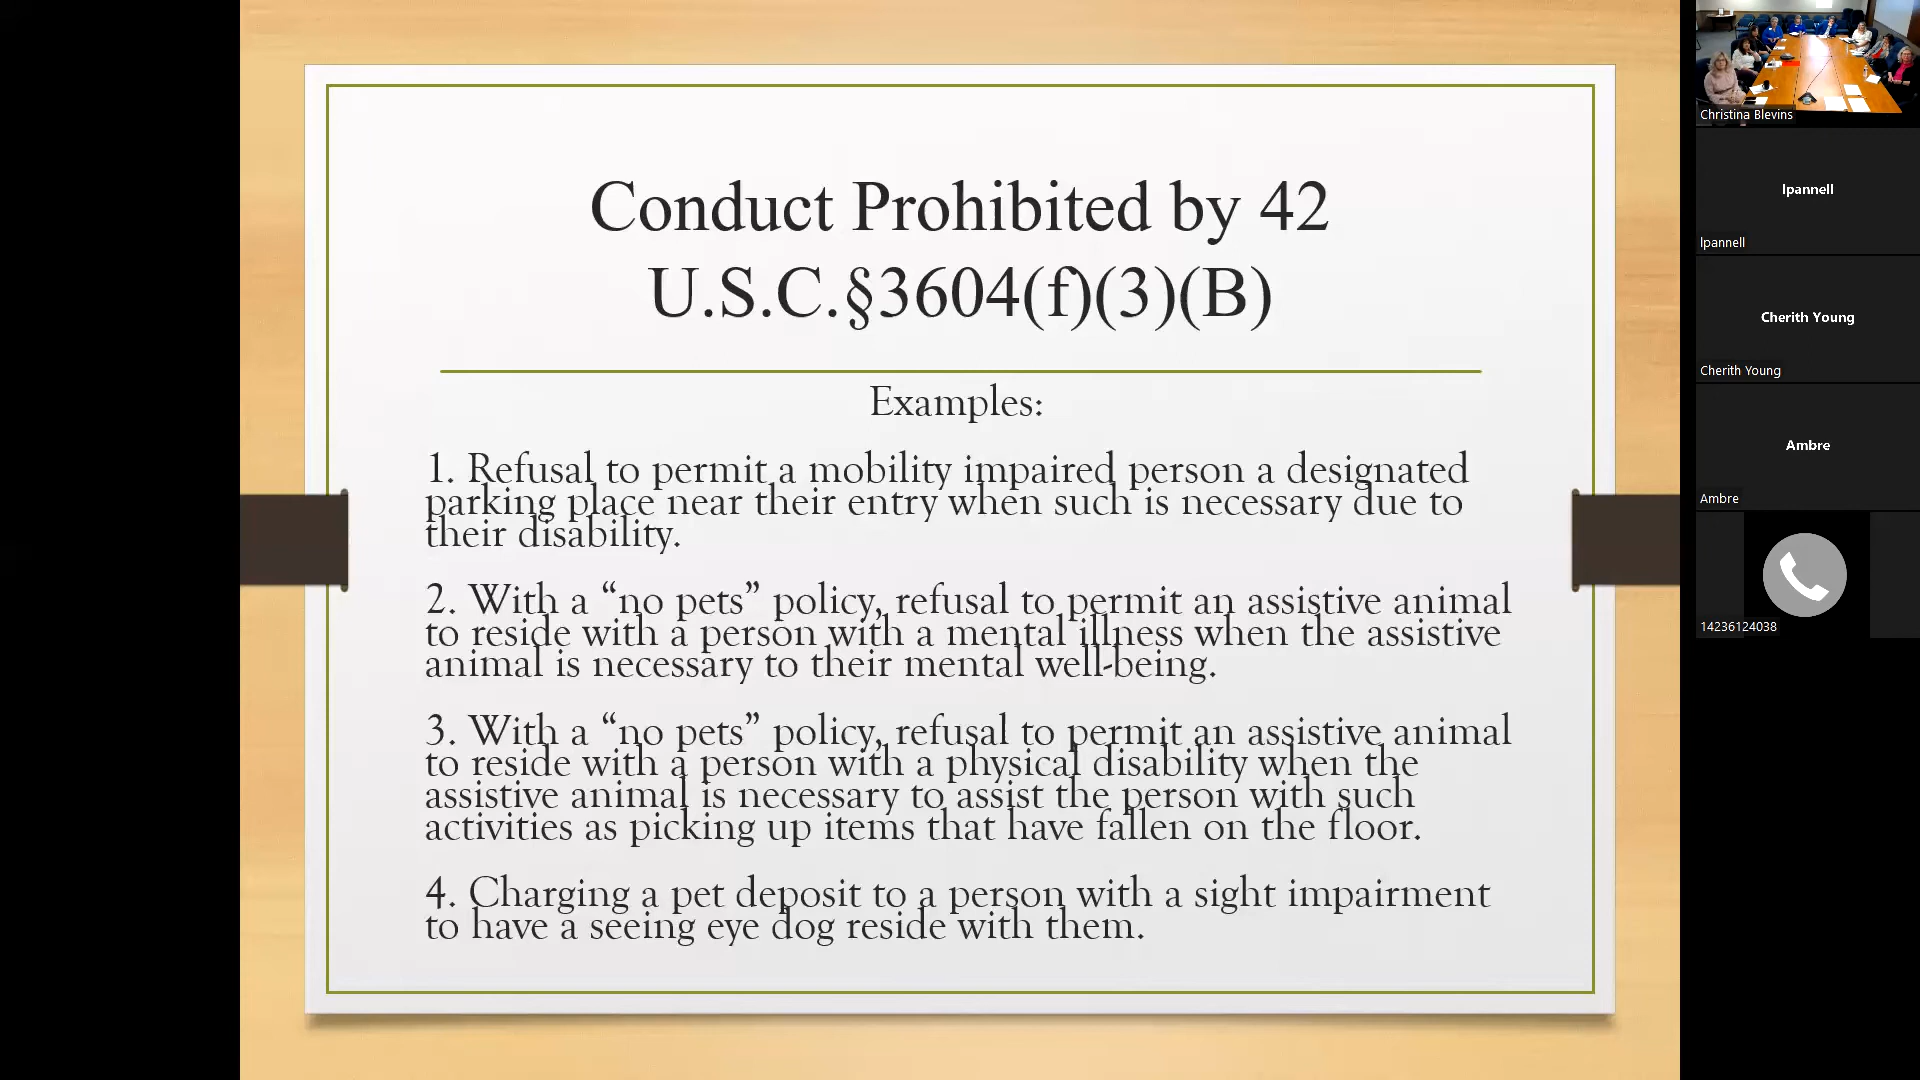 Conduct Prohibited by 42
U.S.C.§3604(f)(3)(B)
Examples:
1. Refusal to permit a mobility impaired person a designated
parking place near their entry when such is necessary due to
their disability.
2. With a “no pets” policy, refusal to permit an assistive animal
to reside with a person with a mental illness when the assistive
animal is necessary to their mental well-being.
3. With a “no pets” policy, refusal to permit an assistive animal
to reside with a person with a physical disability when the
assistive animal is necessary to assist the person with such
activities as picking up items that have fallen on the floor.
4. Charging a pet deposit to a person with a sight impairment
to have a seeing eye dog reside with them.
Christina Blevins
lpannell
lpannell
Cherith Young
Cherith Young
Ambre
Ambre
14236124038